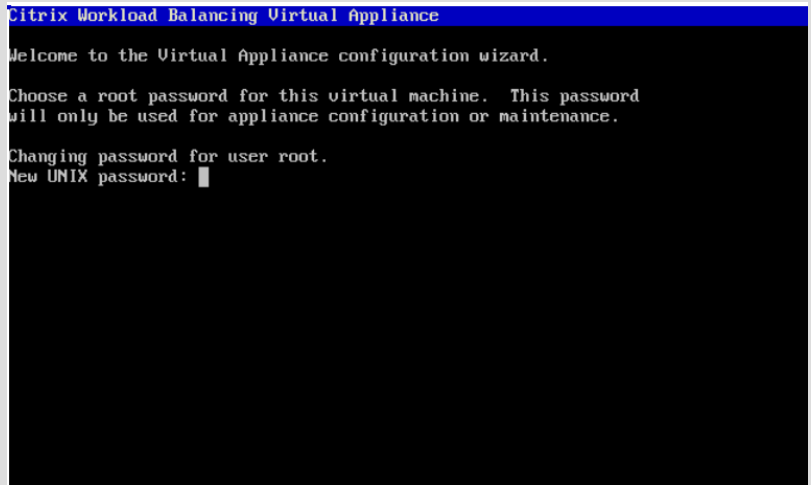 Citrix Workload Balancing Virtual Appliance
Welcome to the Virtual Appliance configuration wizard.
Choose a root password for this virtual machine.  This password
will only be used for appliance configuration or maintenance.
Changing password for user root.
New UNIX password: